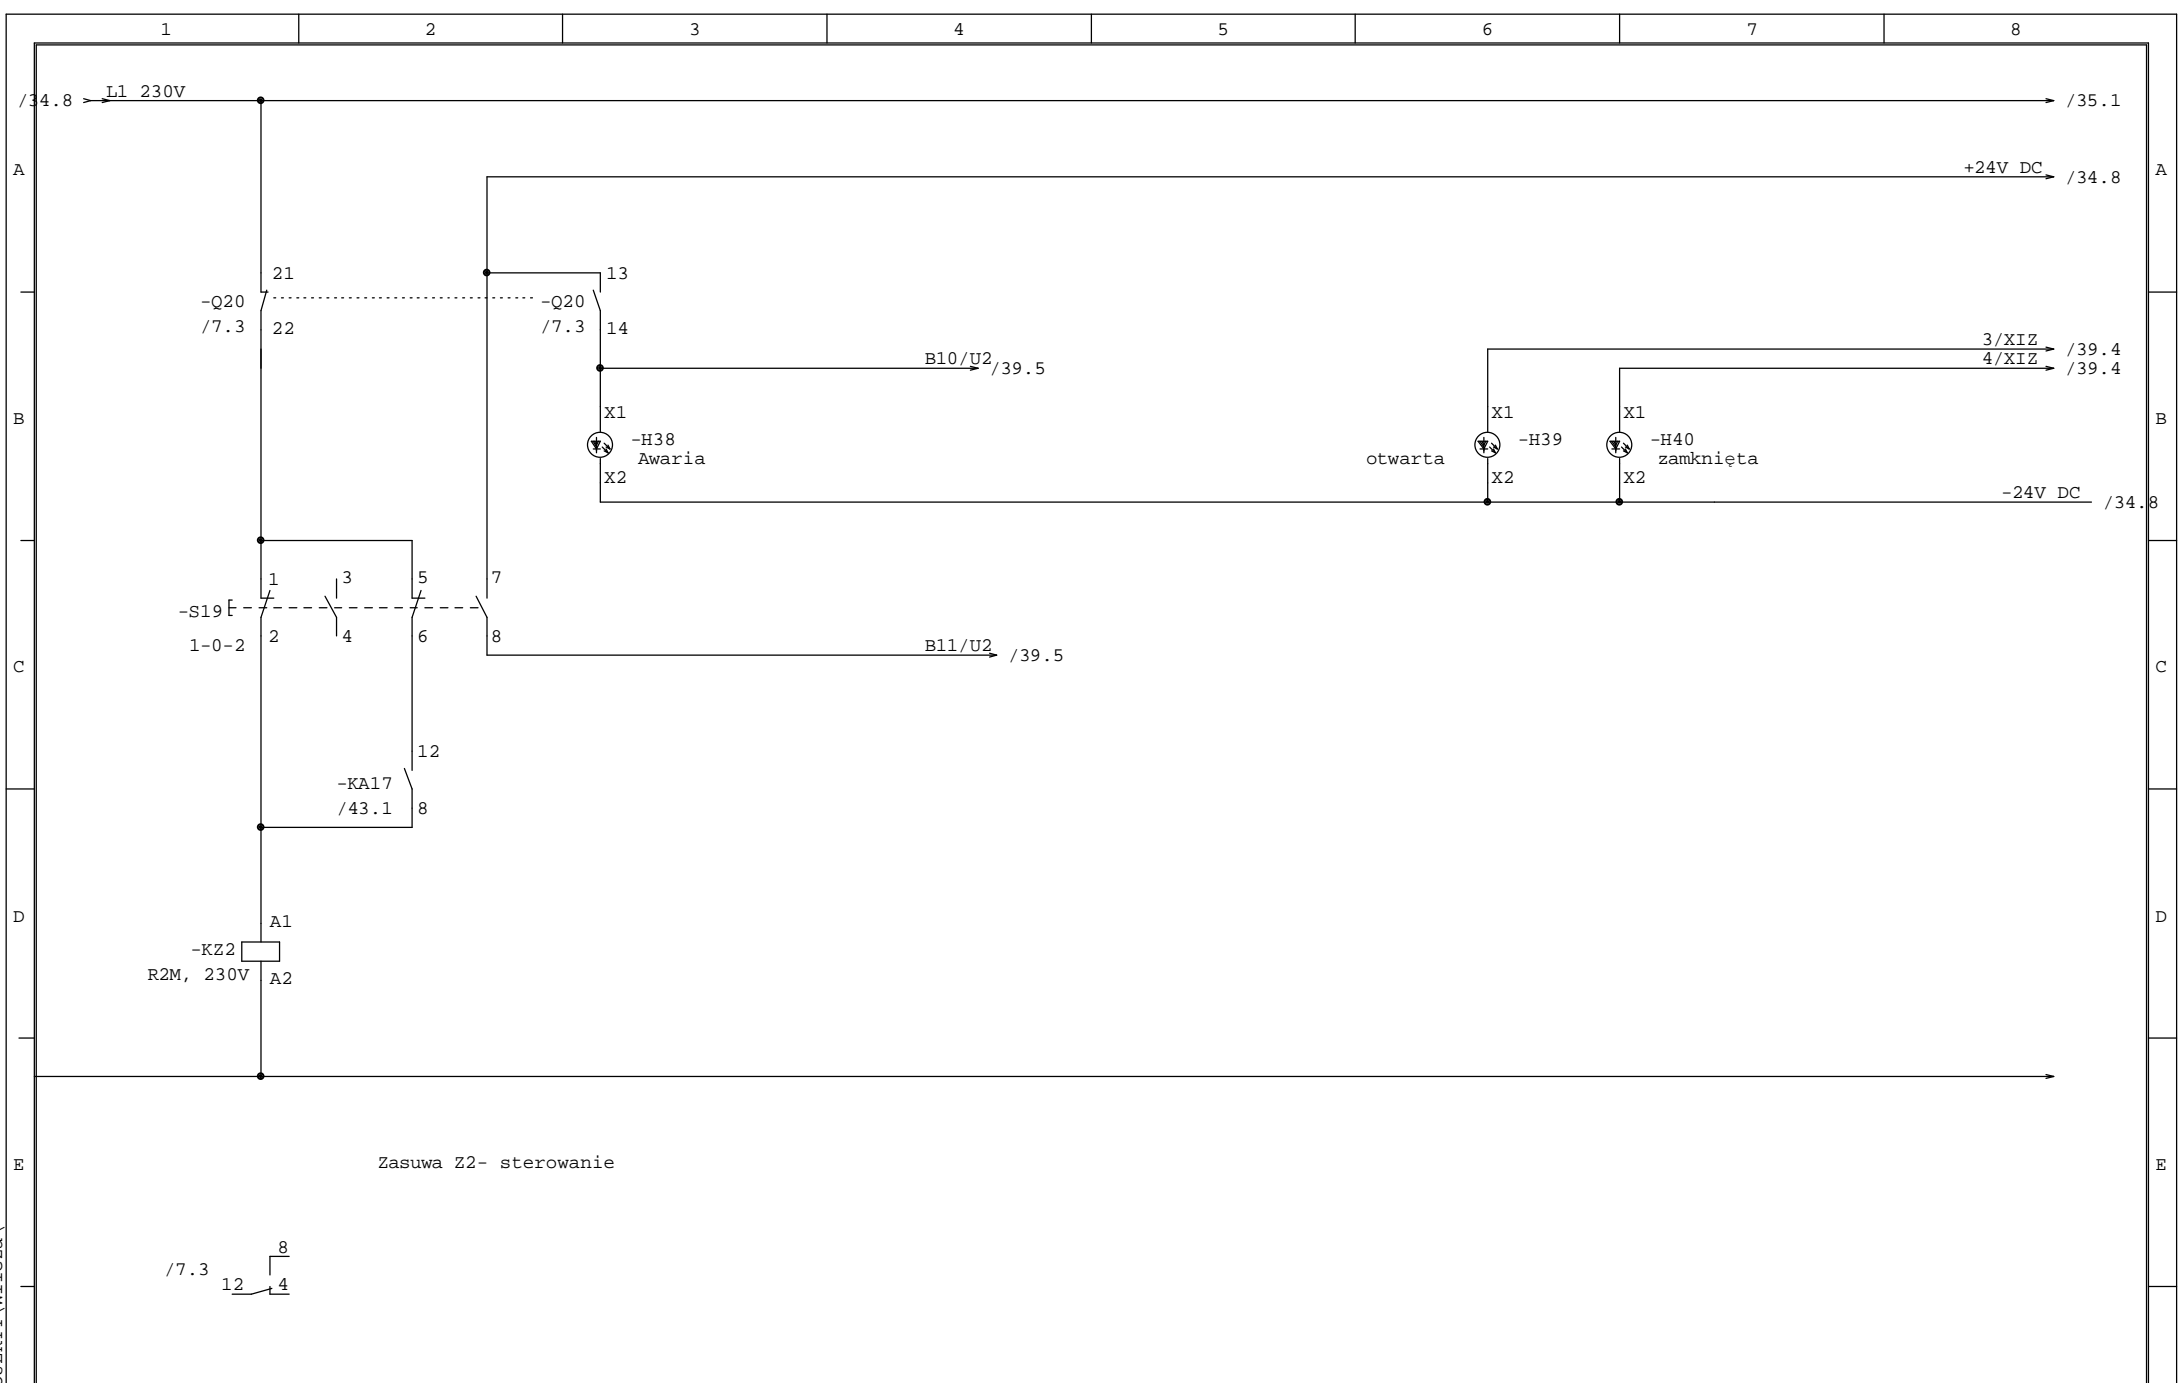 1 2 3 4 5 6 7 8
/34.8 L1 230V /35.1
A +24V DC /34.8 A
21 13
-Q20 -Q20
/7.3 22 /7.3 14
3/XIZ /39.4
B10/U2 /39.5 4/XIZ /39.4
B X1 X1 X1 B
-H38 -H39 -H40
Awaria otwarta zamknięta
X2 X2 X2
-24V DC /34.8
1 3 5 7
-S19
1-0-2 2 4 6 8
B11/U2 /39.5
C C
12
-KA17
/43.1 8
D A1 D
-KZ2
R2M, 230V A2
E Zasuwa Z2- sterowanie E
8
/7.3
12 4